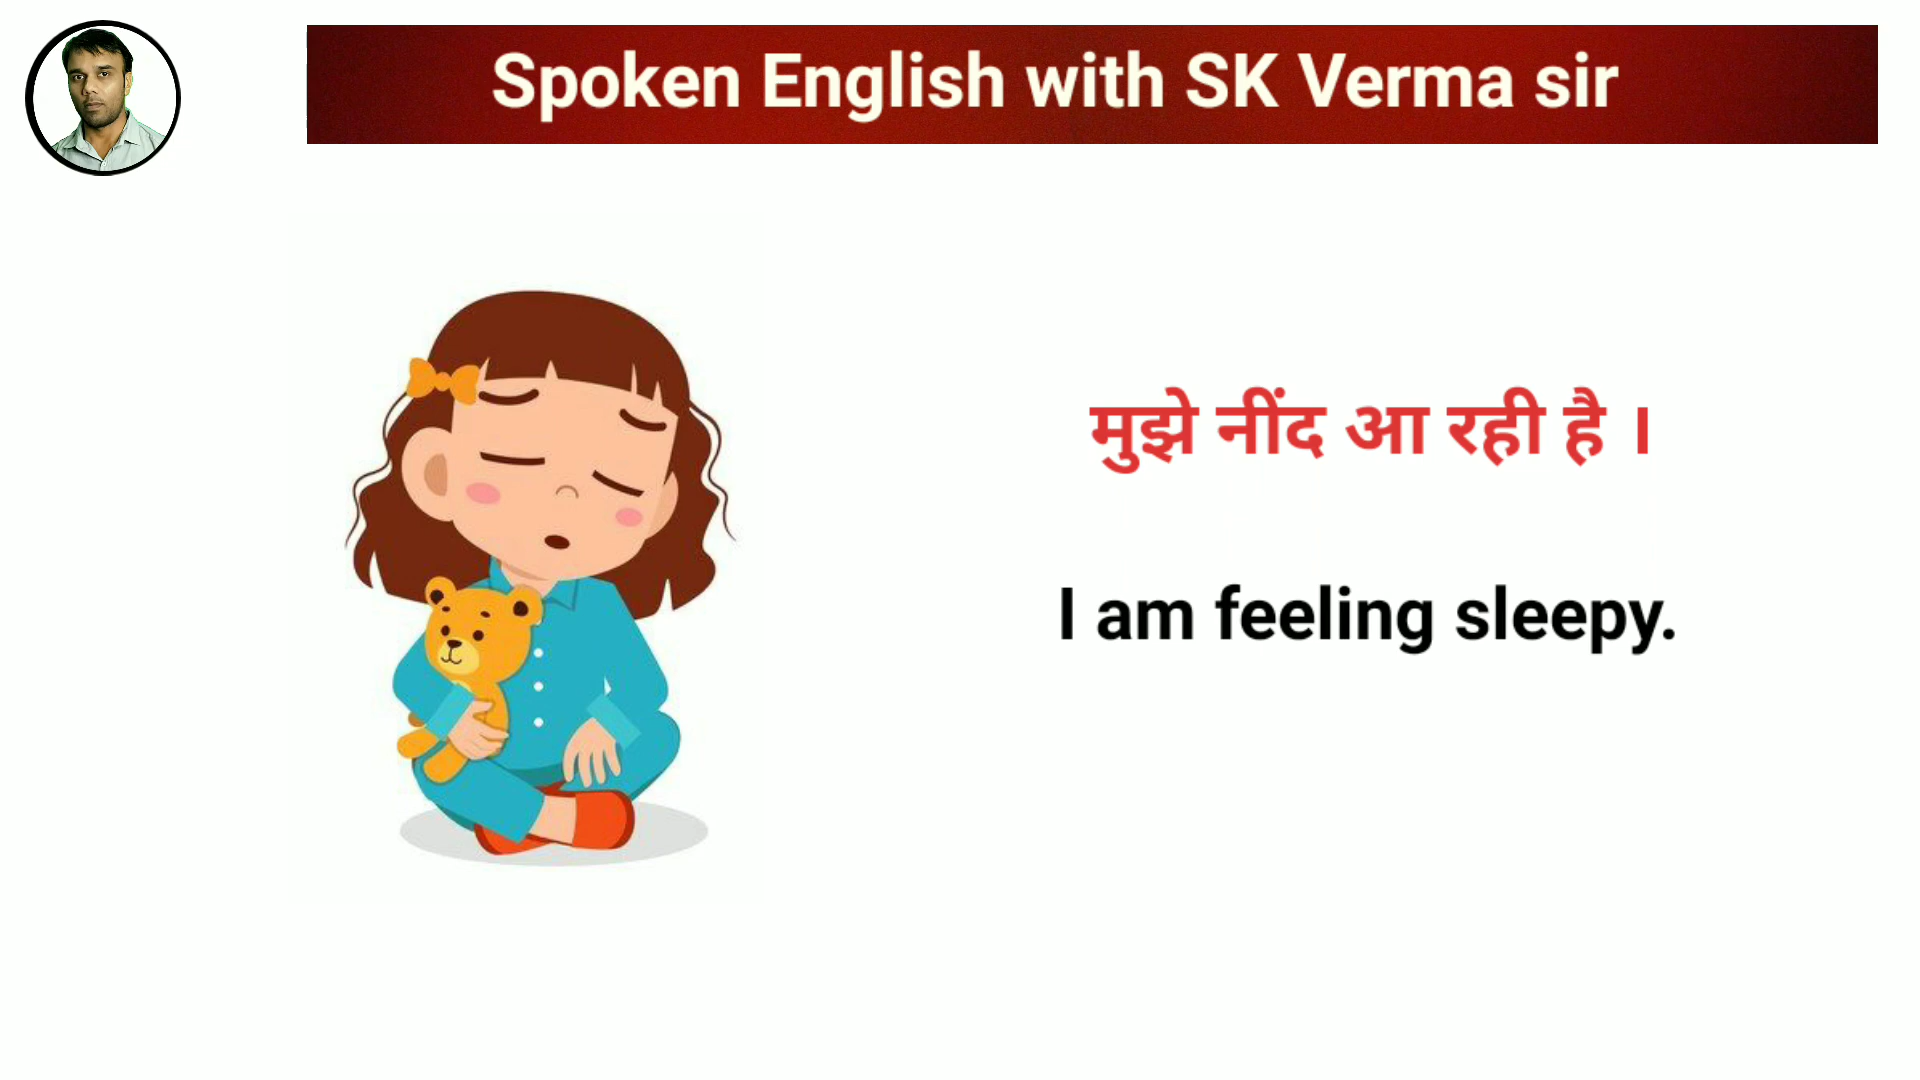 Spoken English with SK Verma sir
मुझे नींद आ रही है ।
I am feeling sleepy.